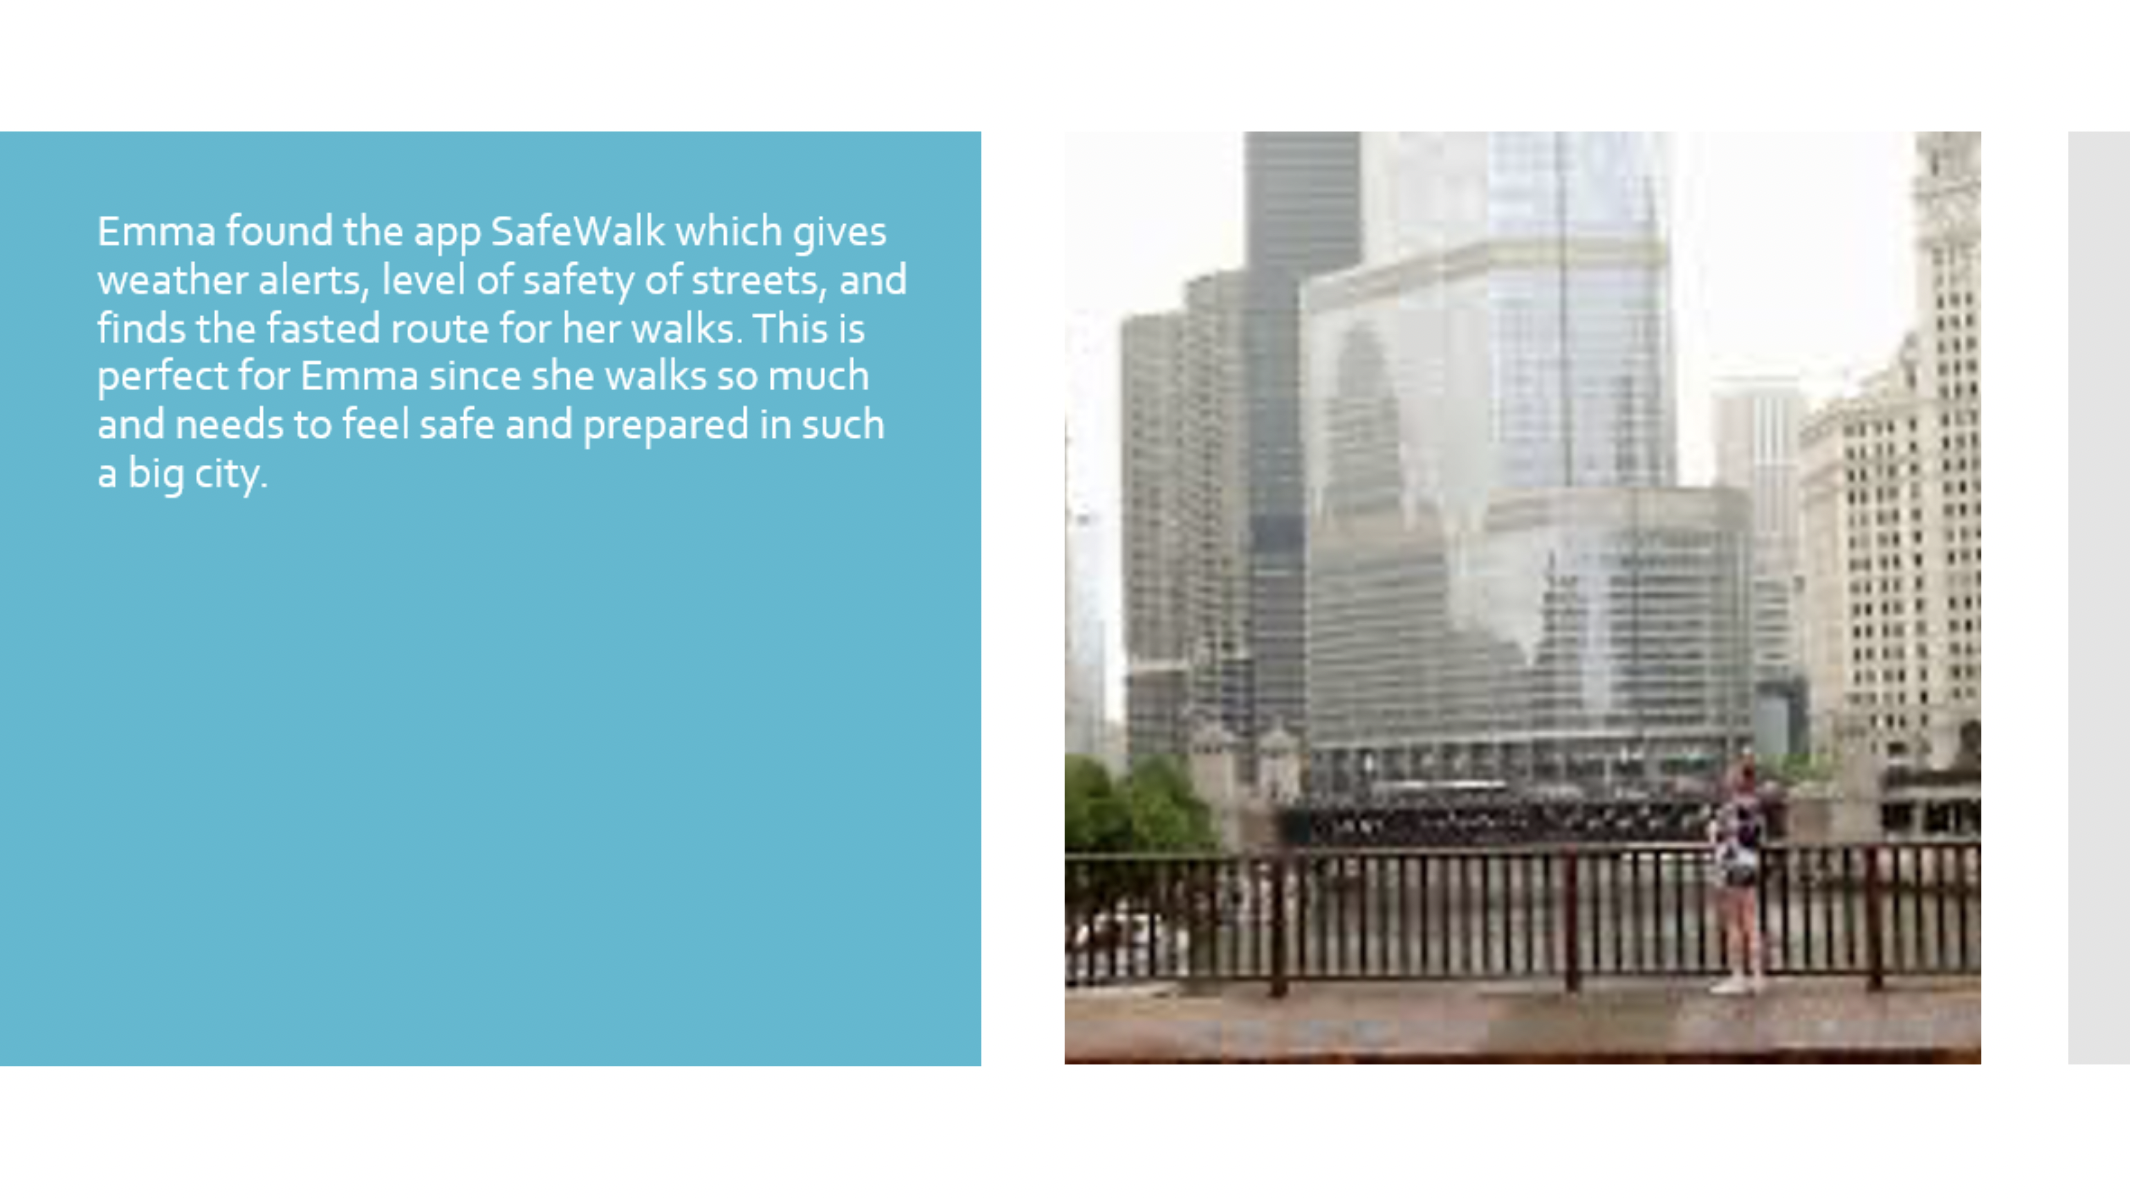 Emma found the app SafeWalk which gives
weather alerts, level of safety of streets, and
finds the fasted route for her walks. This is
perfect for Emma since she walks so much
and needs to feel safe and prepared in such
a big city.